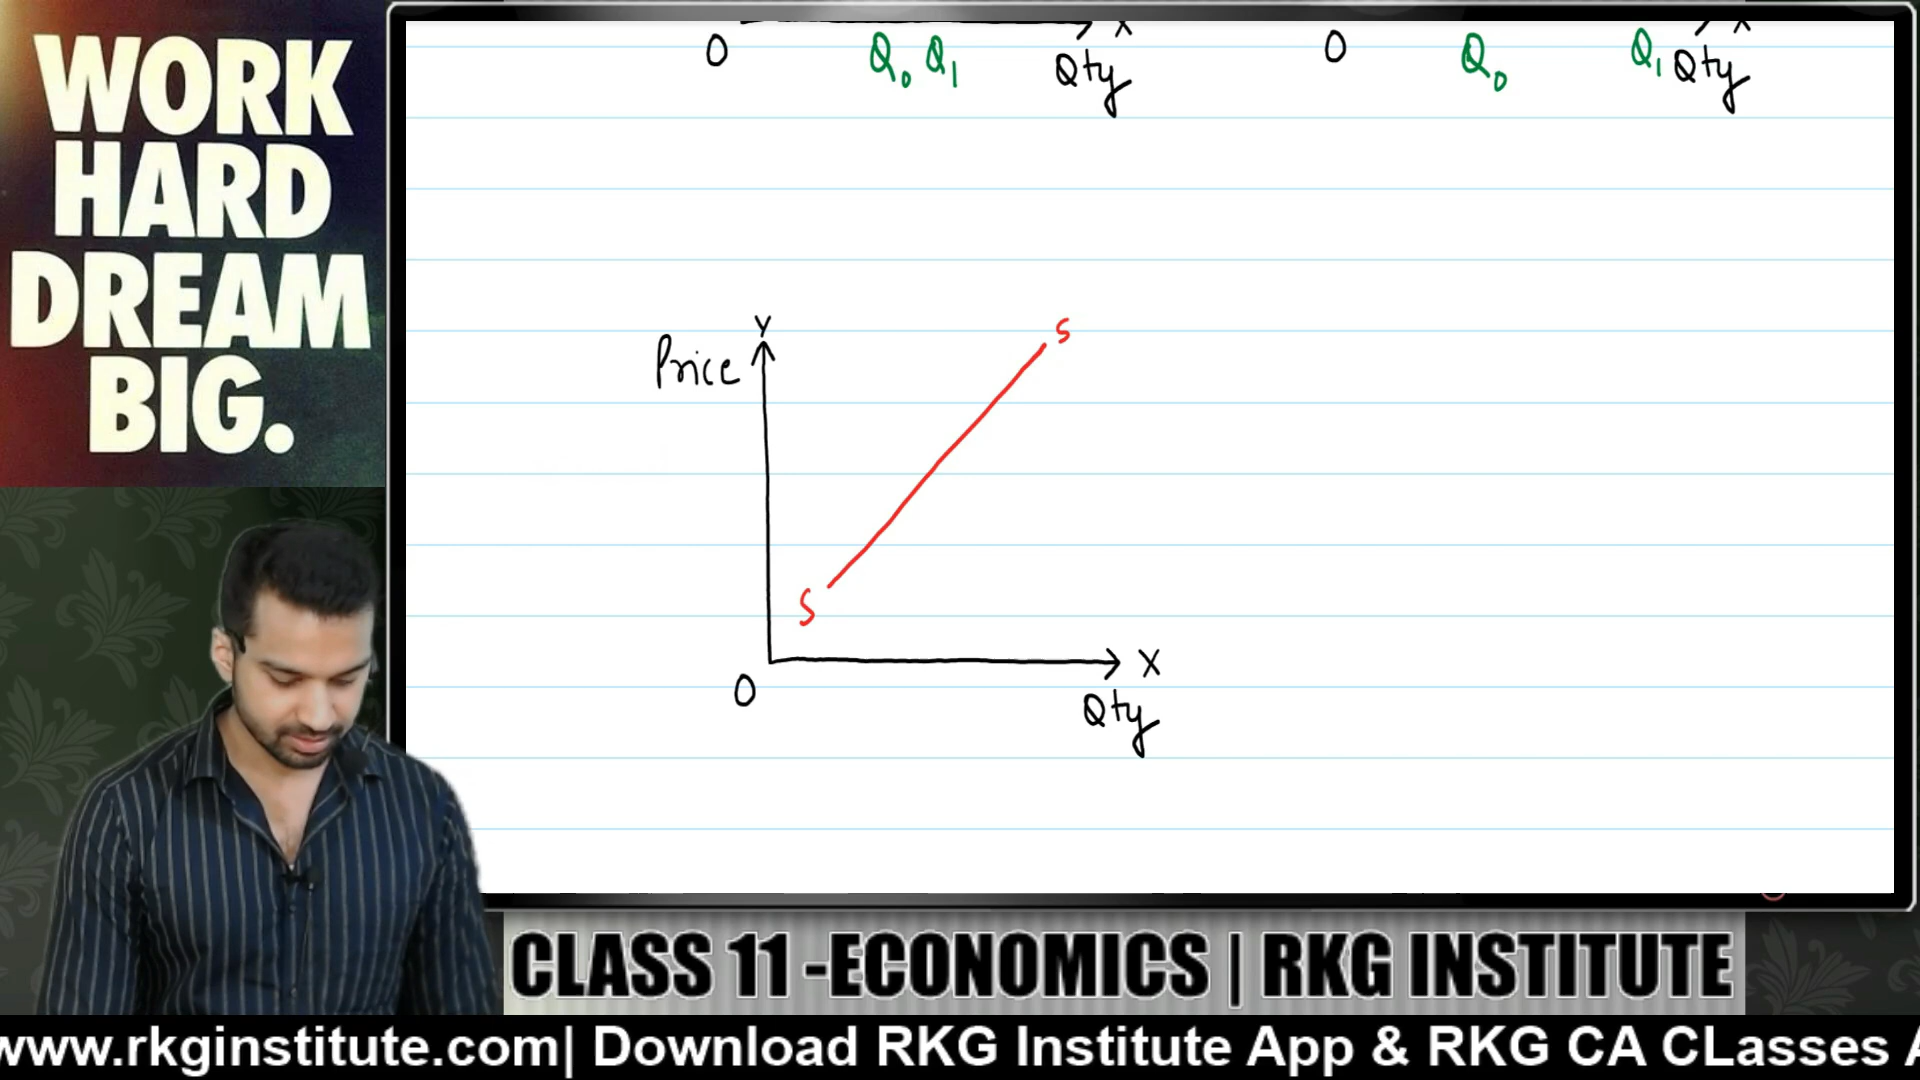 WORK
HARD
DREAM
BIG.
X X
0 Q₀ Q₁ Qty 0 Q₀ Q₁ Qty
Y S
Price
S
X
0
Qty
CLASS 11 -ECONOMICS | RKG INSTITUTE
www.rkginstitute.com| Download RKG Institute App & RKG CA CLasses